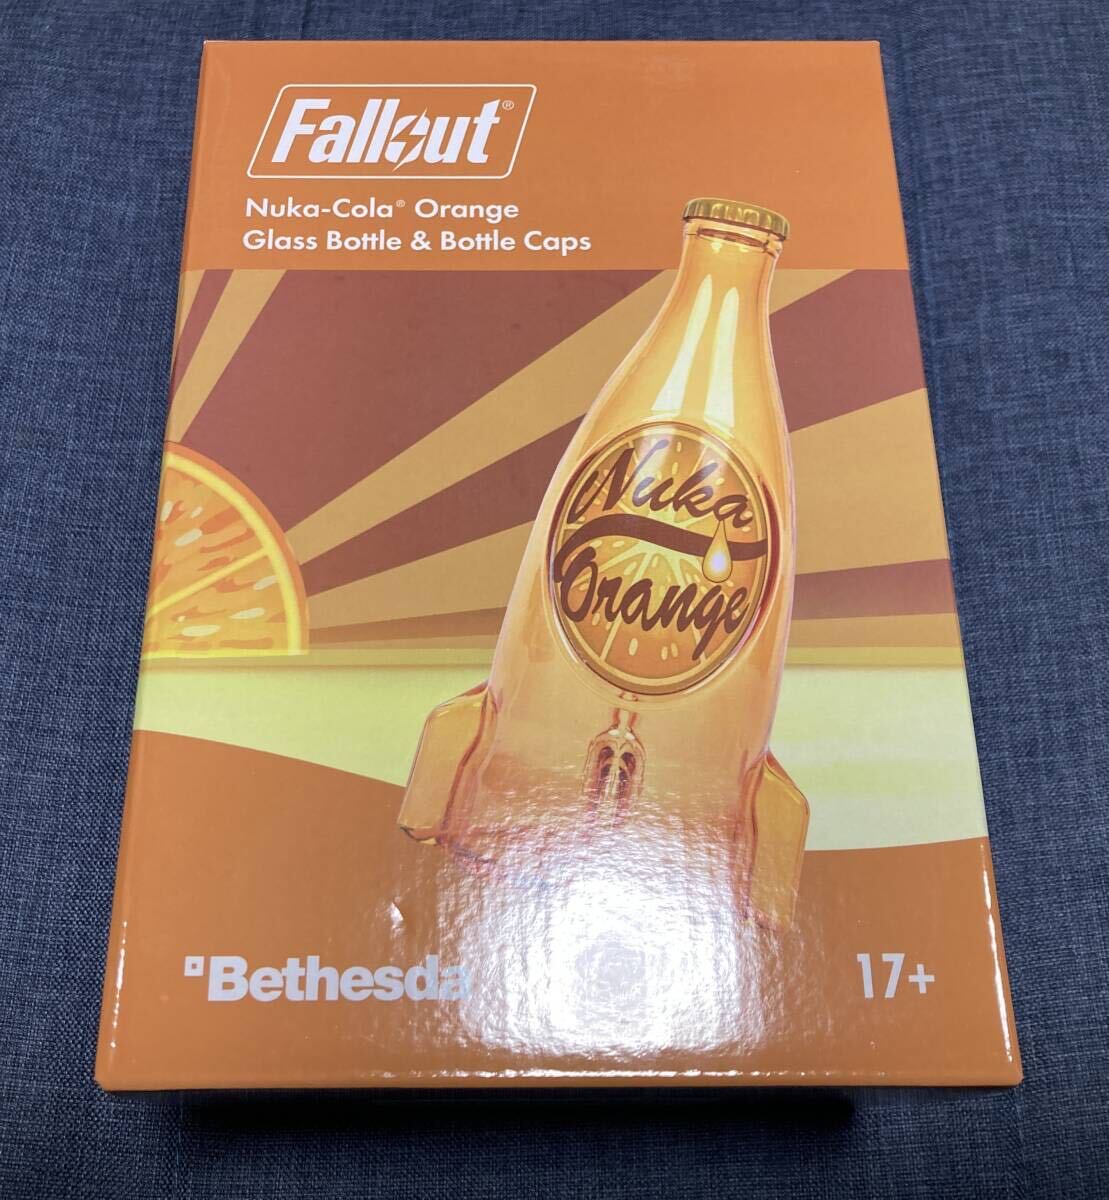 Fallout®
Nuka-Cola® Orange
Glass Bottle & Bottle Caps
Nuka
Orange
Bethesda
17+